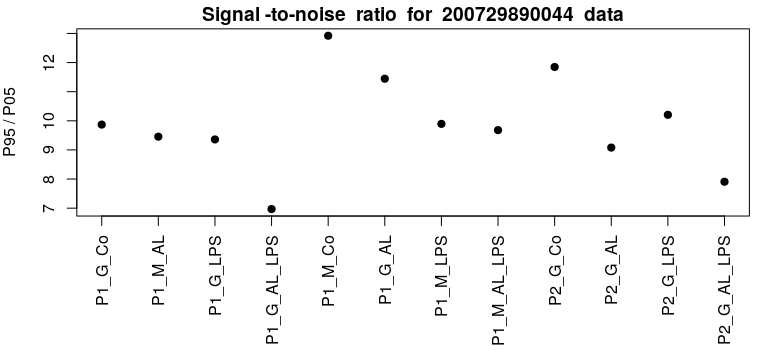 Signal -to-noise ratio for 200729890044 data
P95 / P05
12
10
9
8
7
P1_G_Co
P1_M_AL
P1_G_LPS
P1_G_AL_LPS
P1_M_Co
P1_G_AL
P1_M_LPS
P1_M_AL_LPS
P2_G_Co
P2_G_AL
P2_G_LPS
P2_G_AL_LPS